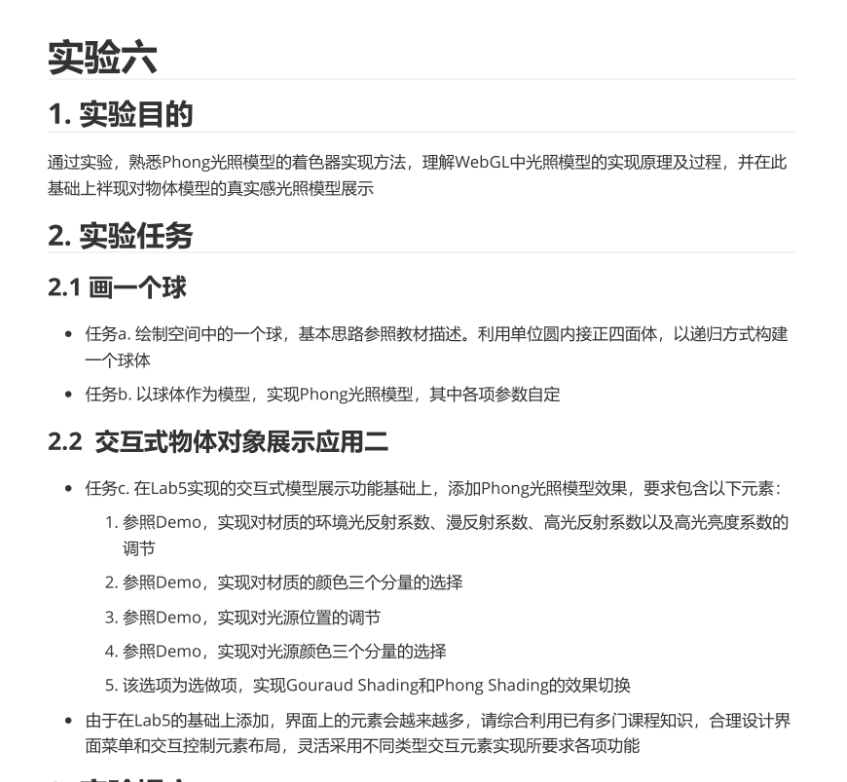 实验六
1. 实验目的
通过实验，熟悉Phong光照模型的着色器实现方法，理解WebGL中光照模型的实现原理及过程，并在此
基础上袢现对物体模型的真实感光照模型展示
2. 实验任务
2.1 画一个球
任务a. 绘制空间中的一个球，基本思路参照教材描述。利用单位圆内接正四面体，以递归方式构建
一个球体
任务b. 以球体作为模型，实现Phong光照模型，其中各项参数自定
2.2 交互式物体对象展示应用二
任务c. 在Lab5实现的交互式模型展示功能基础上，添加Phong光照模型效果，要求包含以下元素：
1. 参照Demo，实现对材质的环境光反射系数、漫反射系数、高光反射系数以及高光亮度系数的
调节
2. 参照Demo，实现对材质的颜色三个分量的选择
3. 参照Demo，实现对光源位置的调节
4. 参照Demo，实现对光源颜色三个分量的选择
5. 该选项为选做项，实现Gouraud Shading和Phong Shading的效果切换
由于在Lab5的基础上添加，界面上的元素会越来越多，请综合利用已有多门课程知识，合理设计界
面菜单和交互控制元素布局，灵活采用不同类型交互元素实现所要求各项功能